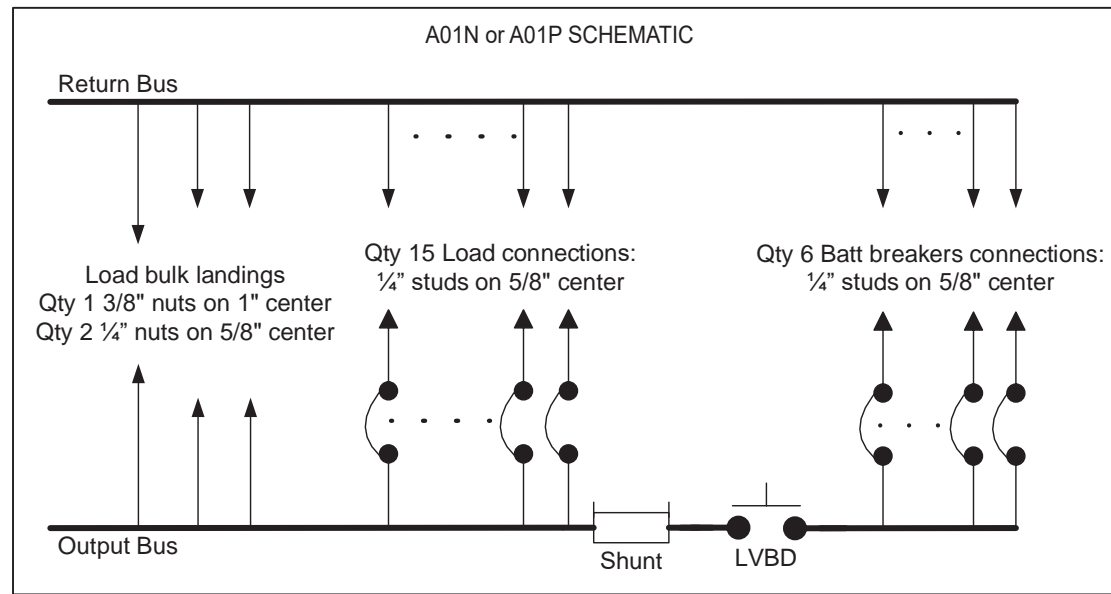 A01N or A01P SCHEMATIC
Return Bus
Load bulk landings
Qty 1 3/8" nuts on 1" center
Qty 2 ¼” nuts on 5/8" center
Qty 15 Load connections:
¼” studs on 5/8" center
Qty 6 Batt breakers connections:
¼” studs on 5/8" center
Output Bus
Shunt
LVBD